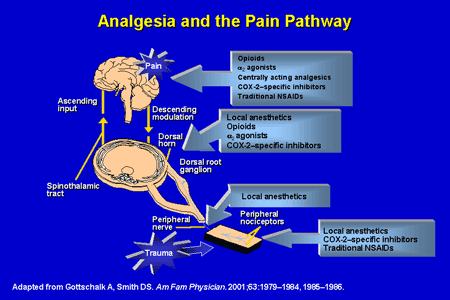 Analgesia and the Pain Pathway
Pain
Opioids
α₂ agonists
Centrally acting analgesics
COX-2–specific inhibitors
Traditional NSAIDs
Ascending
input
Descending
modulation
Local anesthetics
Opioids
α₂ agonists
COX-2–specific inhibitors
Dorsal
horn
Dorsal root
ganglion
Spinothalamic
tract
Local anesthetics
Peripheral
nerve
Peripheral
nociceptors
Trauma
Local anesthetics
COX-2–specific inhibitors
Traditional NSAIDs
Adapted from Gottschalk A, Smith DS. Am Fam Physician. 2001;63:1979–1984, 1985–1986.